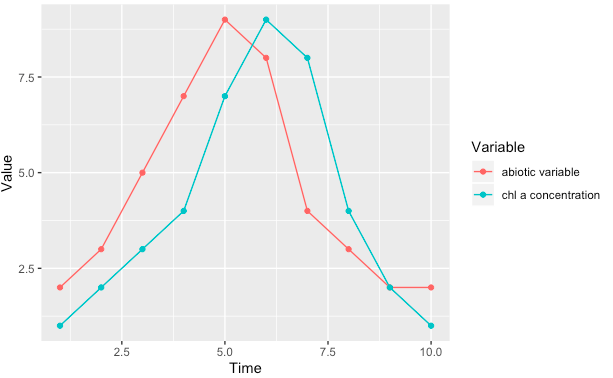 Value
7.5
5.0
2.5
2.5
5.0
7.5
10.0
Time
Variable
abiotic variable
chl a concentration